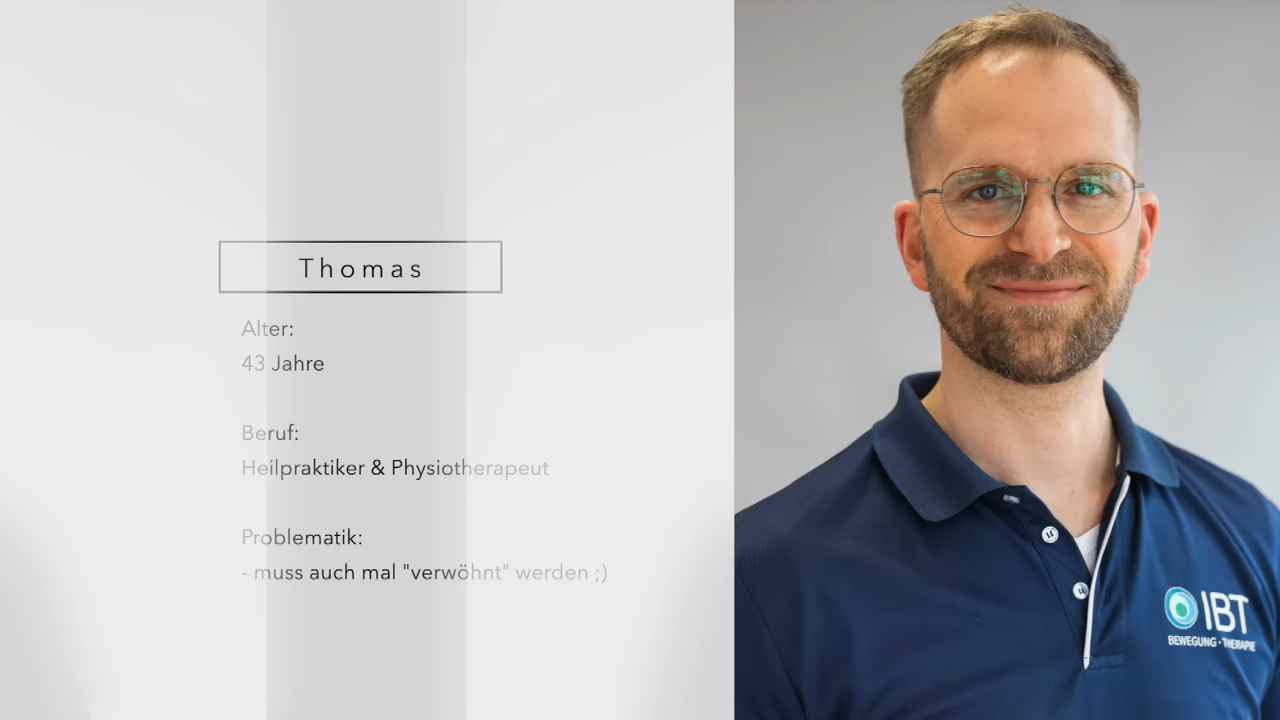 Thomas
Alter:
43 Jahre
Beruf:
Heilpraktiker & Physiotherapeut
Problematik:
- muss auch mal "verwöhnt" werden ;)
IBT
BEWEGUNG · THERAPIE